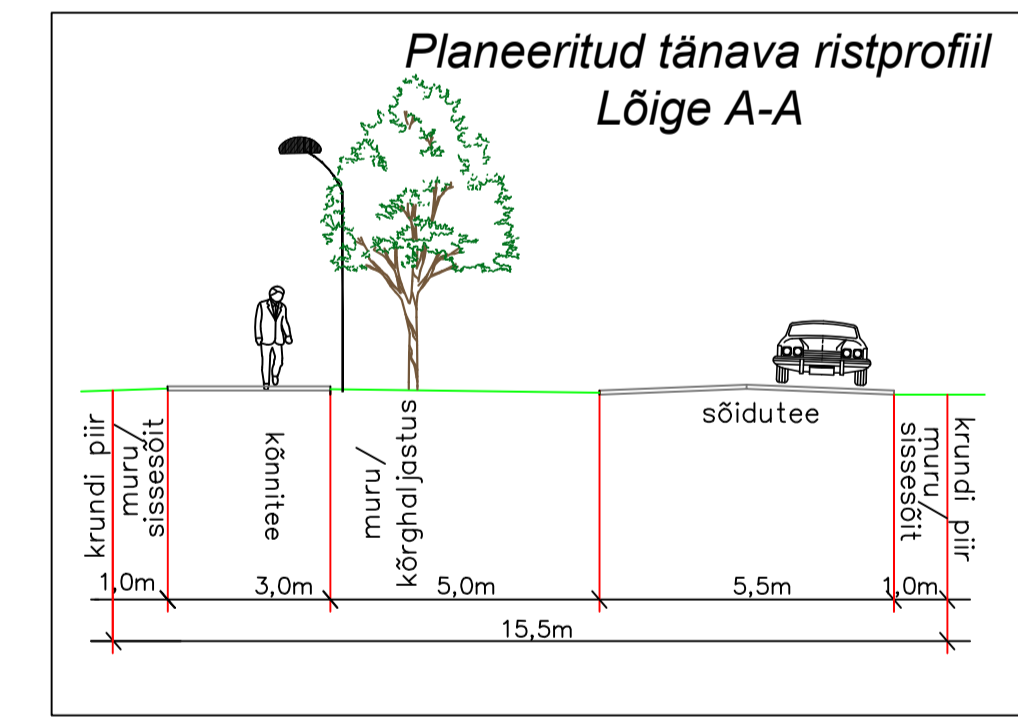 Planeeritud tänava ristprofiil
Lõige A-A
krundi piir
muru/
sissesõit
kõnnitee
muru/
kõrghaljastus
sõidutee
muru/
sissesõit
krundi piir
1,0m
3,0m
5,0m
5,5m
1,0m
15,5m